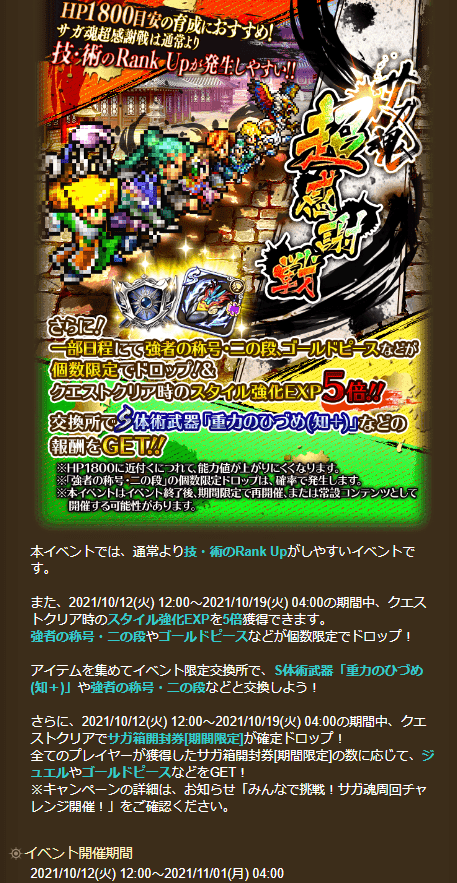 HP1800目安の育成におすすめ!
サガ魂超感謝戦は通常より
技・術のRank Upが発生しやすい!!
サガ魂
超感謝戦
さらに!
一部日程にて強者の称号・二の段、ゴールドピースなどが
個数限定でドロップ!&
クエストクリア時のスタイル強化EXP5倍!!
交換所でS体術武器「重力のひづめ(知+)」などの
報酬をGET!!
※HP1800に近付くにつれて、能力値が上がりにくくなります。
※「強者の称号・二の段」の個数限定ドロップは、確率で発生します。
※本イベントはイベント終了後、期間限定で再開催、または常設コンテンツとして
開催する可能性があります。
本イベントでは、通常より技・術のRank Upがしやすいイベントで
す。
また、2021/10/12(火) 12:00～2021/10/19(火) 04:00の期間中、クエス
トクリア時のスタイル強化EXPを5倍獲得できます。
強者の称号・二の段やゴールドピースなどが個数限定でドロップ！
アイテムを集めてイベント限定交換所で、S体術武器「重力のひづめ
(知＋)」や強者の称号・二の段などと交換しよう！
さらに、2021/10/12(火) 12:00～2021/10/19(火) 04:00の期間中、クエ
ストクリアでサガ箱開封券[期間限定]が確定ドロップ！
全てのプレイヤーが獲得したサガ箱開封券[期間限定]の数に応じて、ジ
ュエルやゴールドピースなどをGET！
※キャンペーンの詳細は、お知らせ「みんなで挑戦！サガ魂周回チャ
レンジ開催！」をご確認ください。
イベント開催期間
2021/10/12(火) 12:00～2021/11/01(月) 04:00